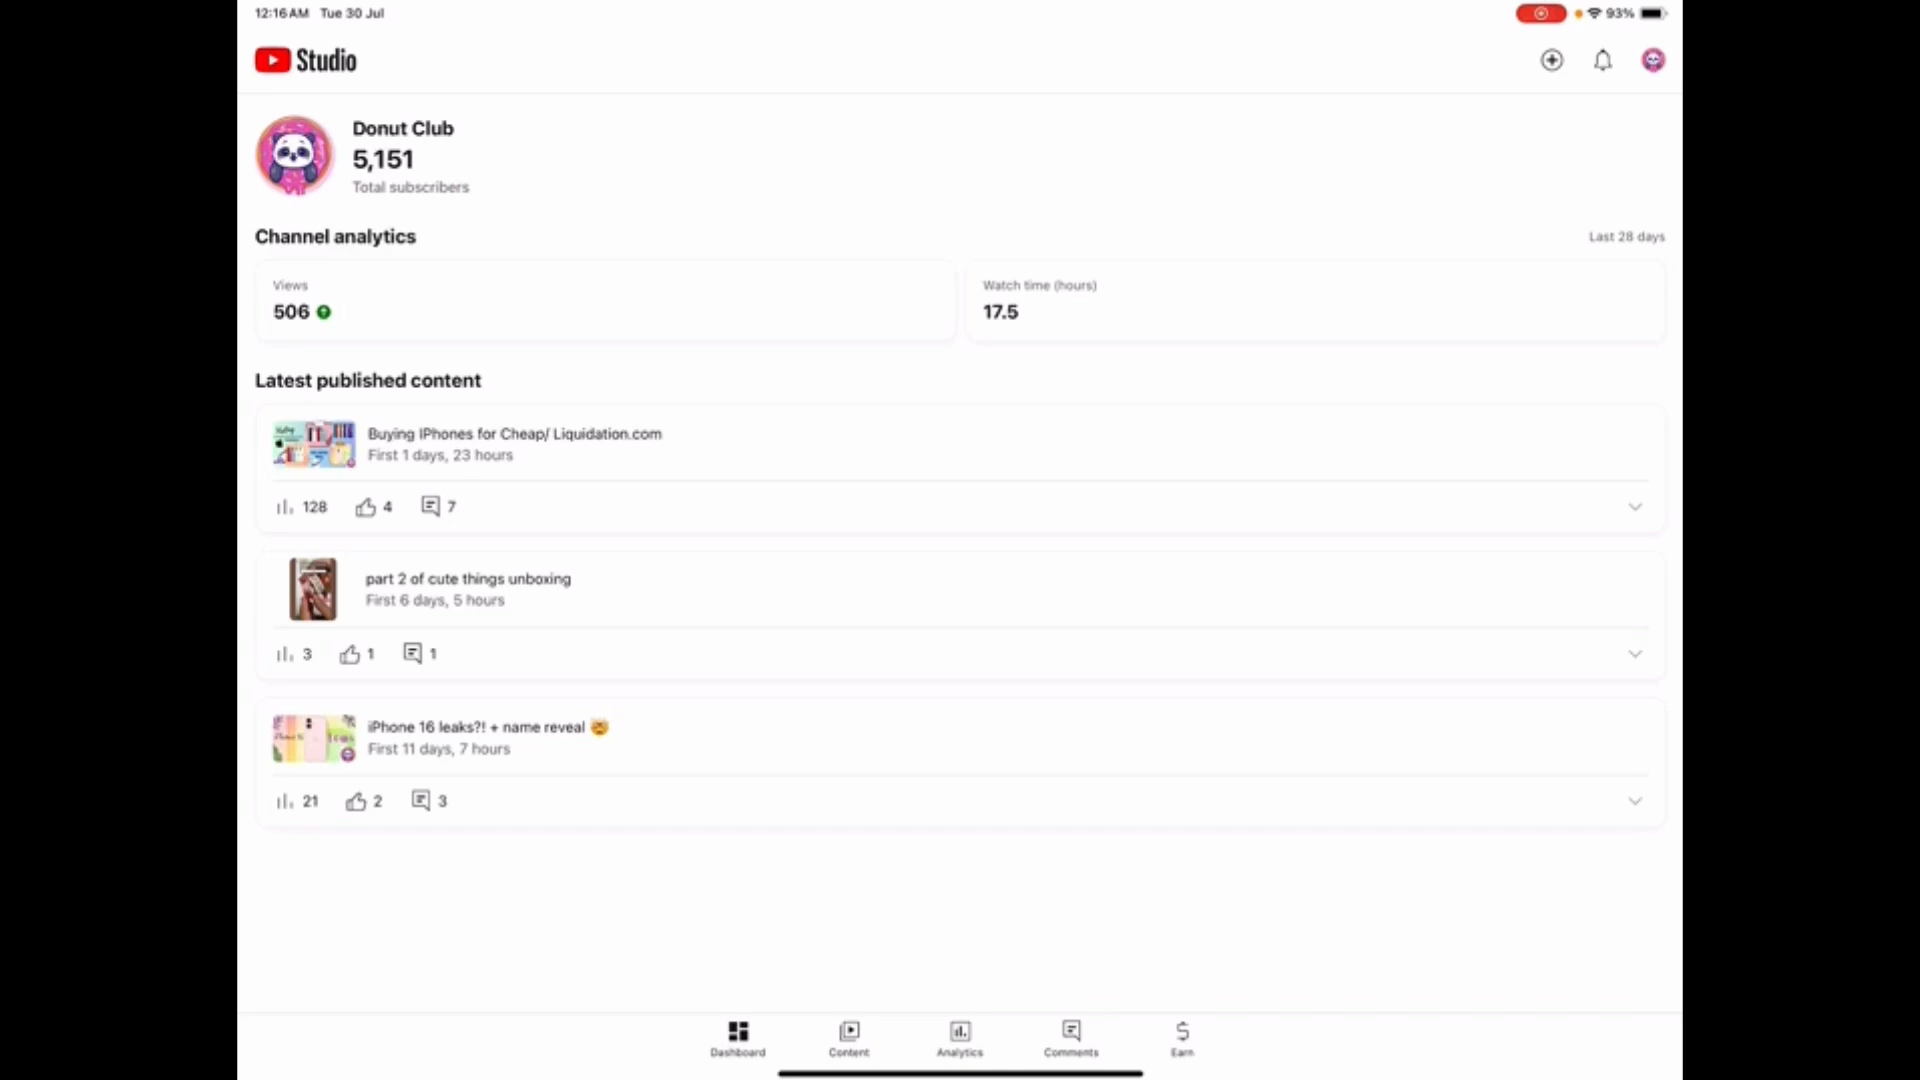 12:16 AM Tue 30 Jul
93%
Studio
Donut Club
5,151
Total subscribers
Channel analytics
Last 28 days
Views
506
Watch time (hours)
17.5
Latest published content
Buying IPhones for Cheap/ Liquidation.com
First 1 days, 23 hours
128 4 7
part 2 of cute things unboxing
First 6 days, 5 hours
3 1 1
iPhone 16 leaks?! + name reveal 🤯
First 11 days, 7 hours
21 2 3
Dashboard Content Analytics Comments Earn